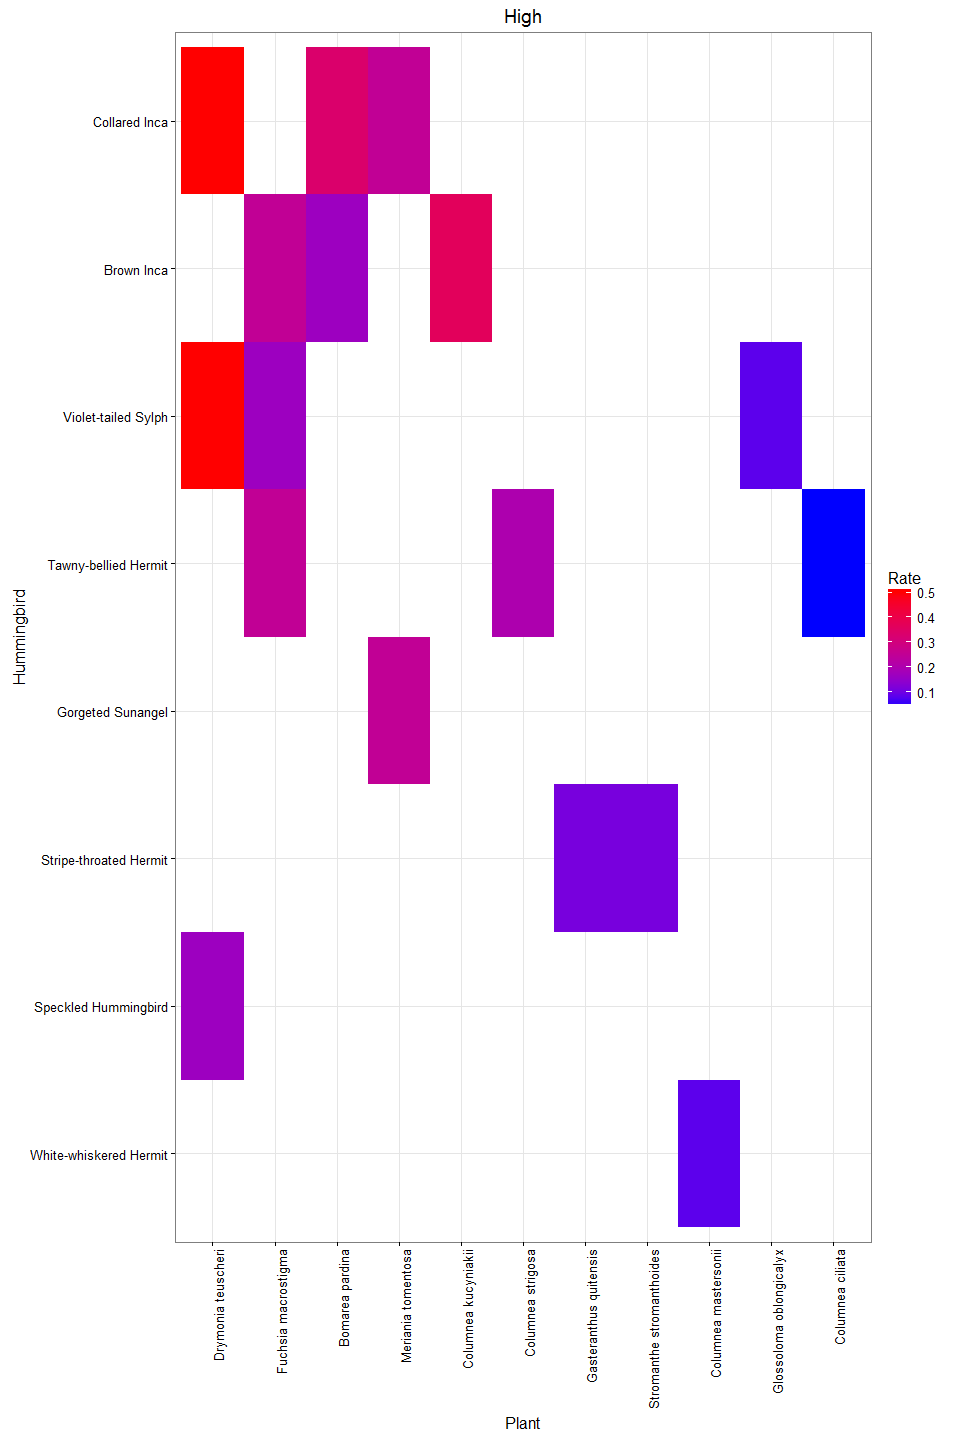 High
Collared Inca
Brown Inca
Violet-tailed Sylph
Tawny-bellied Hermit
Gorgeted Sunangel
Stripe-throated Hermit
Speckled Hummingbird
White-whiskered Hermit
Hummingbird
Drymonia teuscheri
Fuchsia macrostigma
Bomarea pardina
Meriania tomentosa
Columnea kucyniakii
Columnea strigosa
Gasteranthus quitensis
Stromanthe stromanthoides
Columnea mastersonii
Glossoloma oblongicalyx
Columnea ciliata
Plant
Rate
0.5
0.4
0.3
0.2
0.1